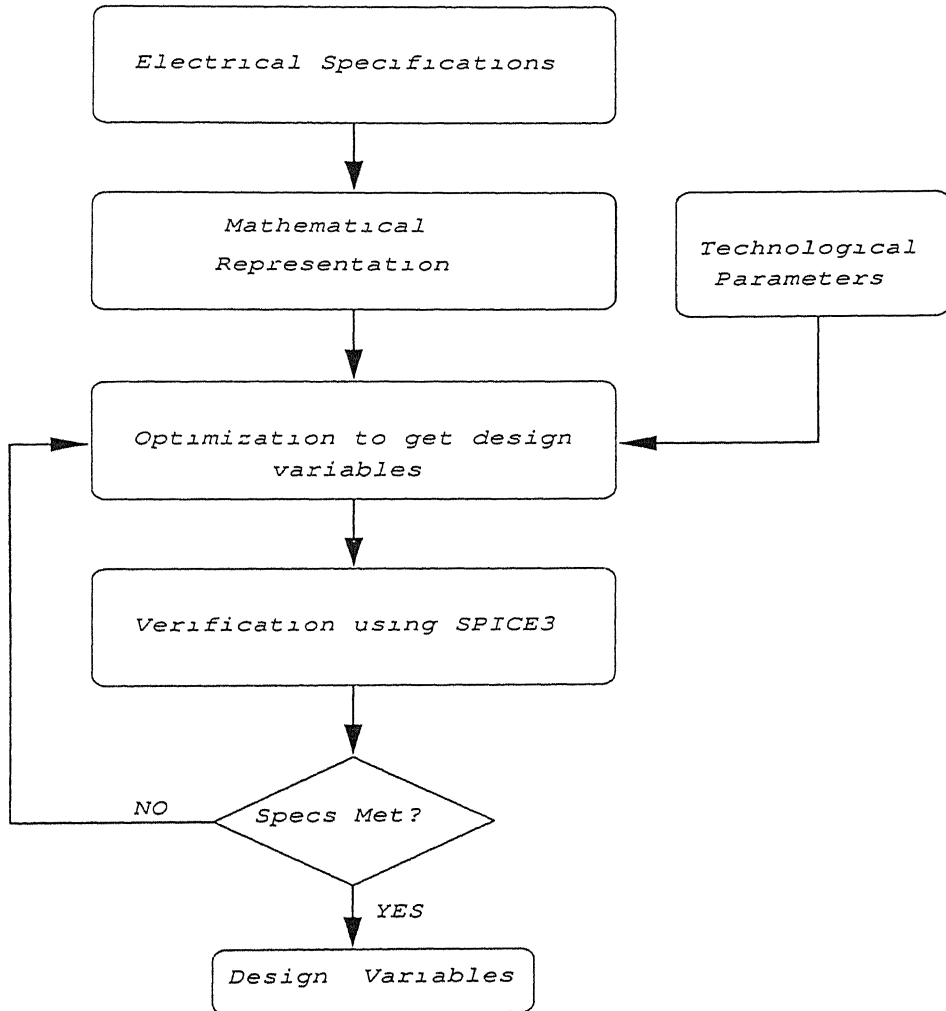 Electrical Specifications
Mathematical
Representation
Technological
Parameters
Optimization to get design
variables
Verification using SPICE3
NO
Specs Met?
YES
Design Variables